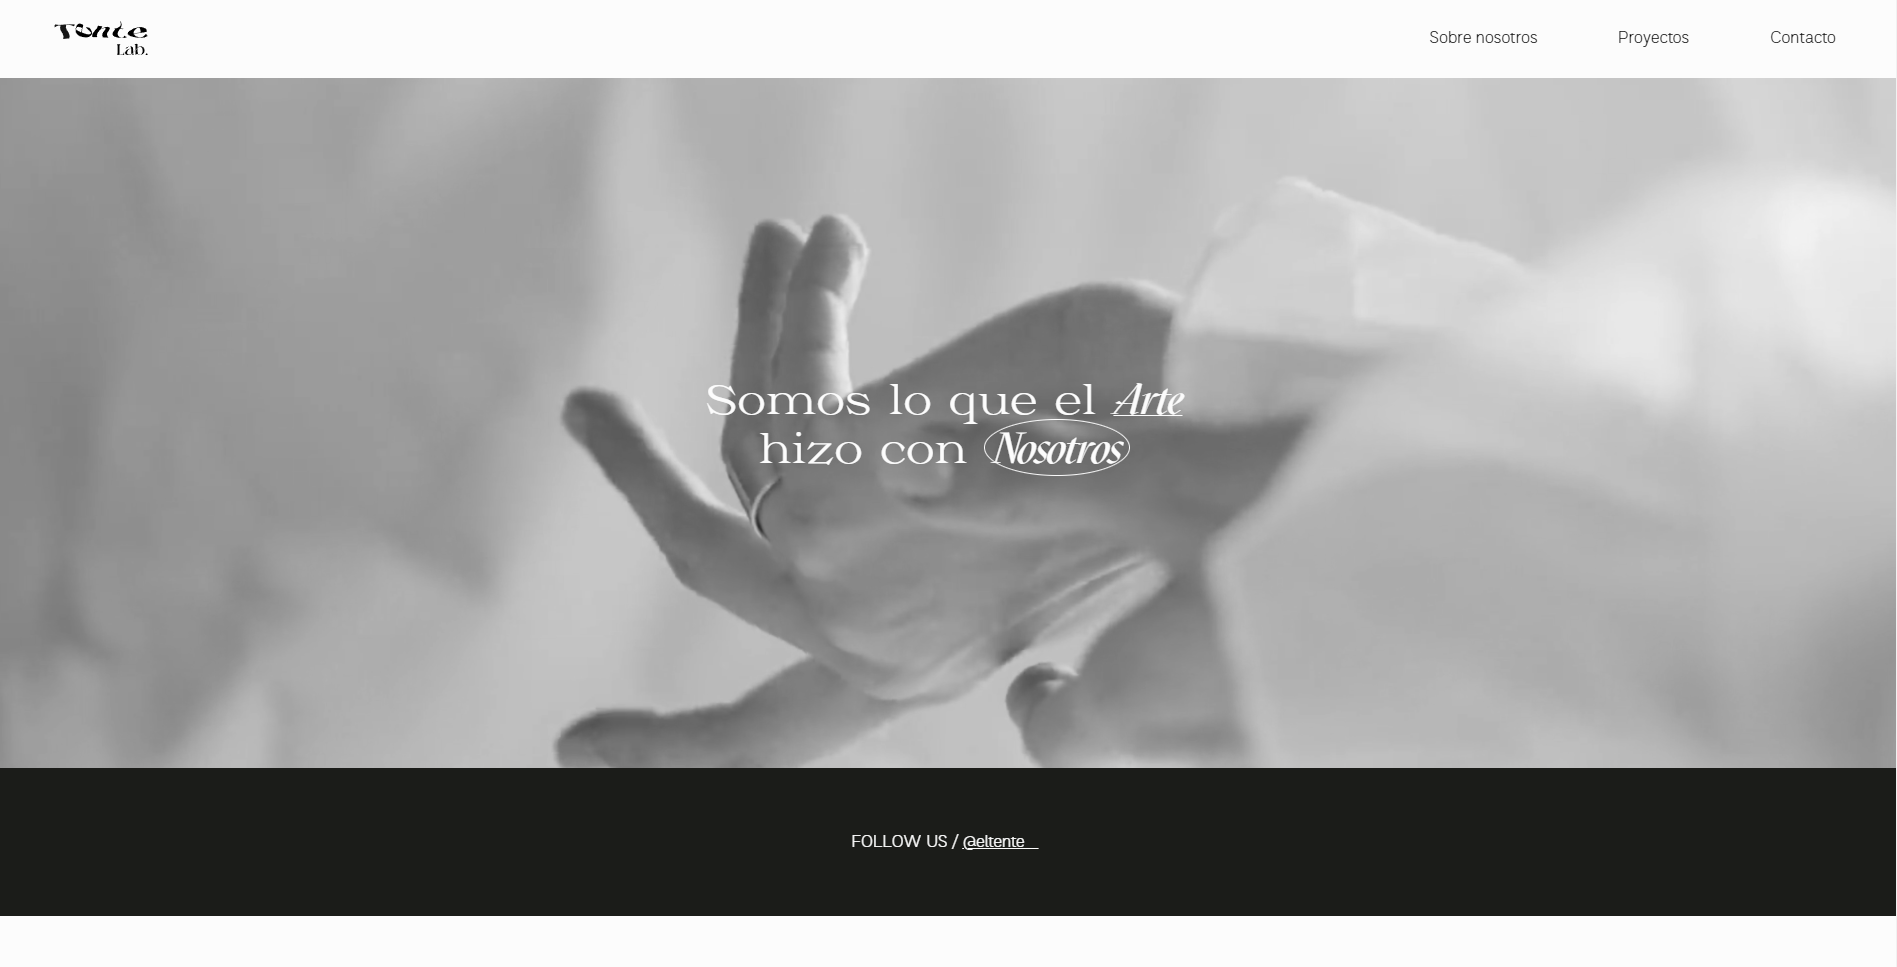 Tente
Lab.
Sobre nosotros
Proyectos
Contacto
Somos lo que el Arte
hizo con Nosotros
FOLLOW US / @eltente__